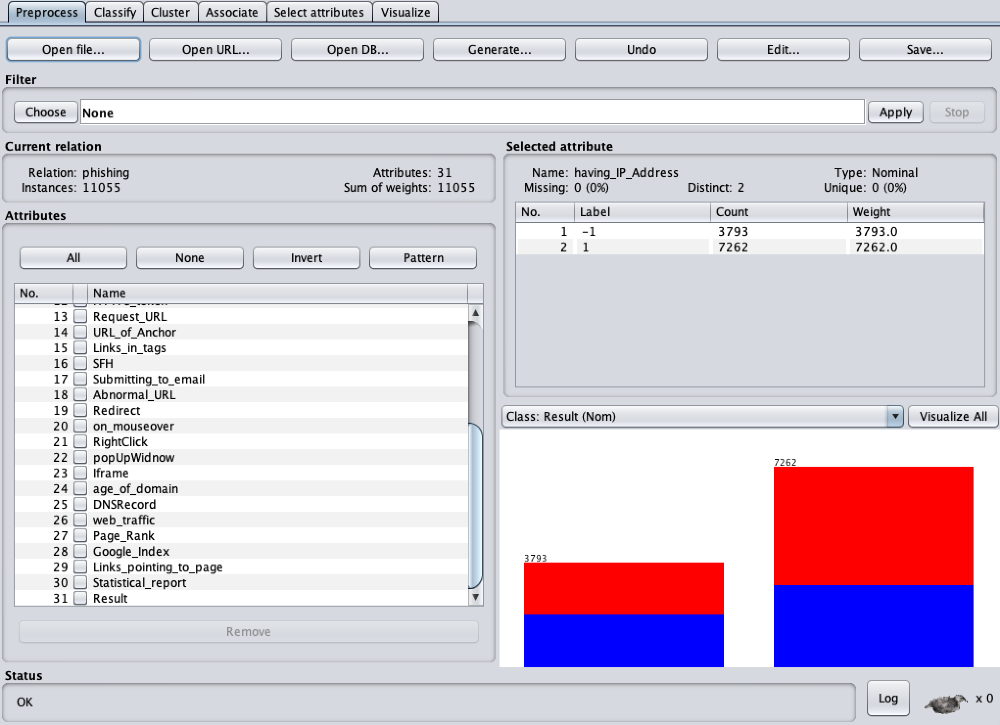 Preprocess Classify Cluster Associate Select attributes Visualize
Open file... Open URL... Open DB... Generate... Undo Edit... Save...
Filter
Choose None Apply Stop
Current relation
Relation: phishing Attributes: 31
Instances: 11055 Sum of weights: 11055
Attributes
All None Invert Pattern
No. Name
13 Request_URL
14 URL_of_Anchor
15 Links_in_tags
16 SFH
17 Submitting_to_email
18 Abnormal_URL
19 Redirect
20 on_mouseover
21 RightClick
22 popUpWidnow
23 Iframe
24 age_of_domain
25 DNSRecord
26 web_traffic
27 Page_Rank
28 Google_Index
29 Links_pointing_to_page
30 Statistical_report
31 Result
Remove
Selected attribute
Name: having_IP_Address Type: Nominal
Missing: 0 (0%) Distinct: 2 Unique: 0 (0%)
No. Label Count Weight
1 -1 3793 3793.0
2 1 7262 7262.0
Class: Result (Nom) Visualize All
7262
3793
Status
OK Log x 0